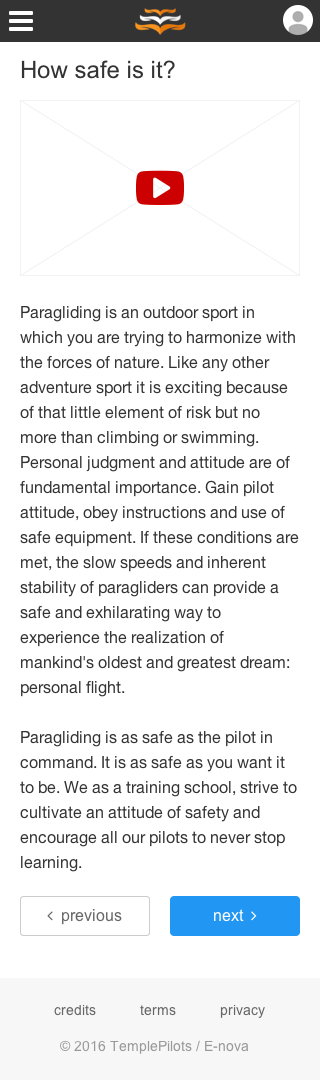 How safe is it?
Paragliding is an outdoor sport in
which you are trying to harmonize with
the forces of nature. Like any other
adventure sport it is exciting because
of that little element of risk but no
more than climbing or swimming.
Personal judgment and attitude are of
fundamental importance. Gain pilot
attitude, obey instructions and use of
safe equipment. If these conditions are
met, the slow speeds and inherent
stability of paragliders can provide a
safe and exhilarating way to
experience the realization of
mankind's oldest and greatest dream:
personal flight.
Paragliding is as safe as the pilot in
command. It is as safe as you want it
to be. We as a training school, strive to
cultivate an attitude of safety and
encourage all our pilots to never stop
learning.
previous next
credits terms privacy
© 2016 TemplePilots / E-nova